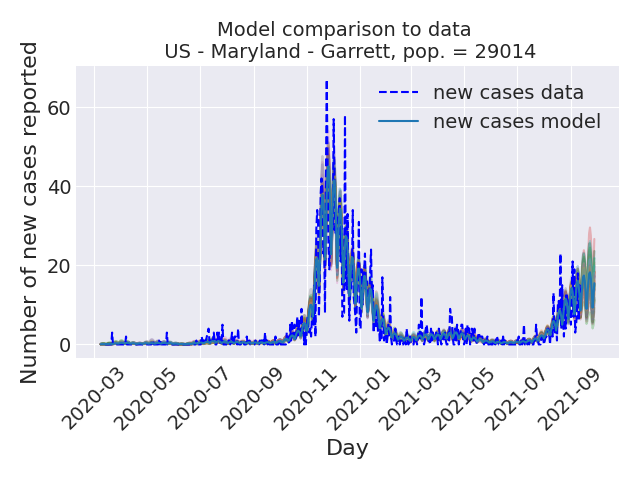 Model comparison to data
US - Maryland - Garrett, pop. = 29014
Number of new cases reported
60
40
20
0
new cases data
new cases model
2020-03
2020-05
2020-07
2020-09
2020-11
2021-01
2021-03
2021-05
2021-07
2021-09
Day